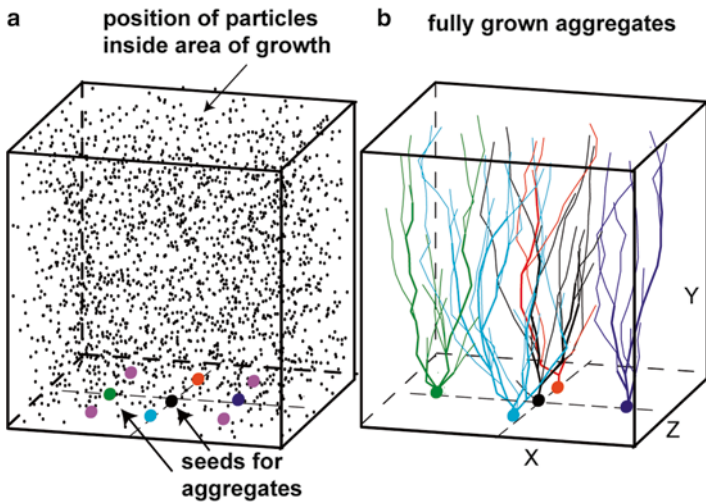 a
position of particles
inside area of growth
seeds for
aggregates
b
fully grown aggregates
Y
Z
X